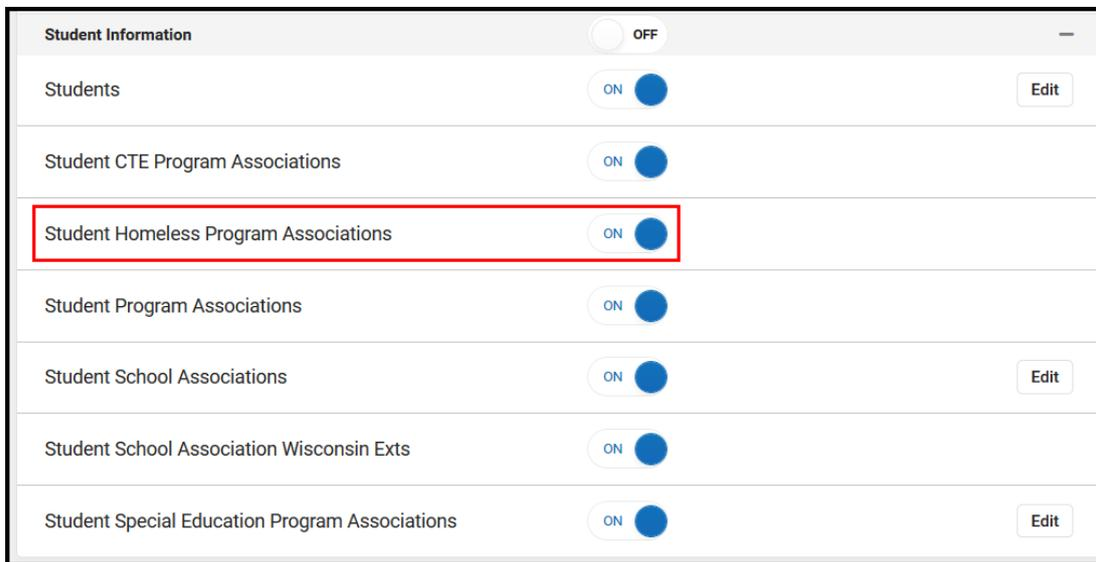 Student Information OFF
Students ON Edit
Student CTE Program Associations ON
Student Homeless Program Associations ON
Student Program Associations ON
Student School Associations ON Edit
Student School Association Wisconsin Exts ON
Student Special Education Program Associations ON Edit